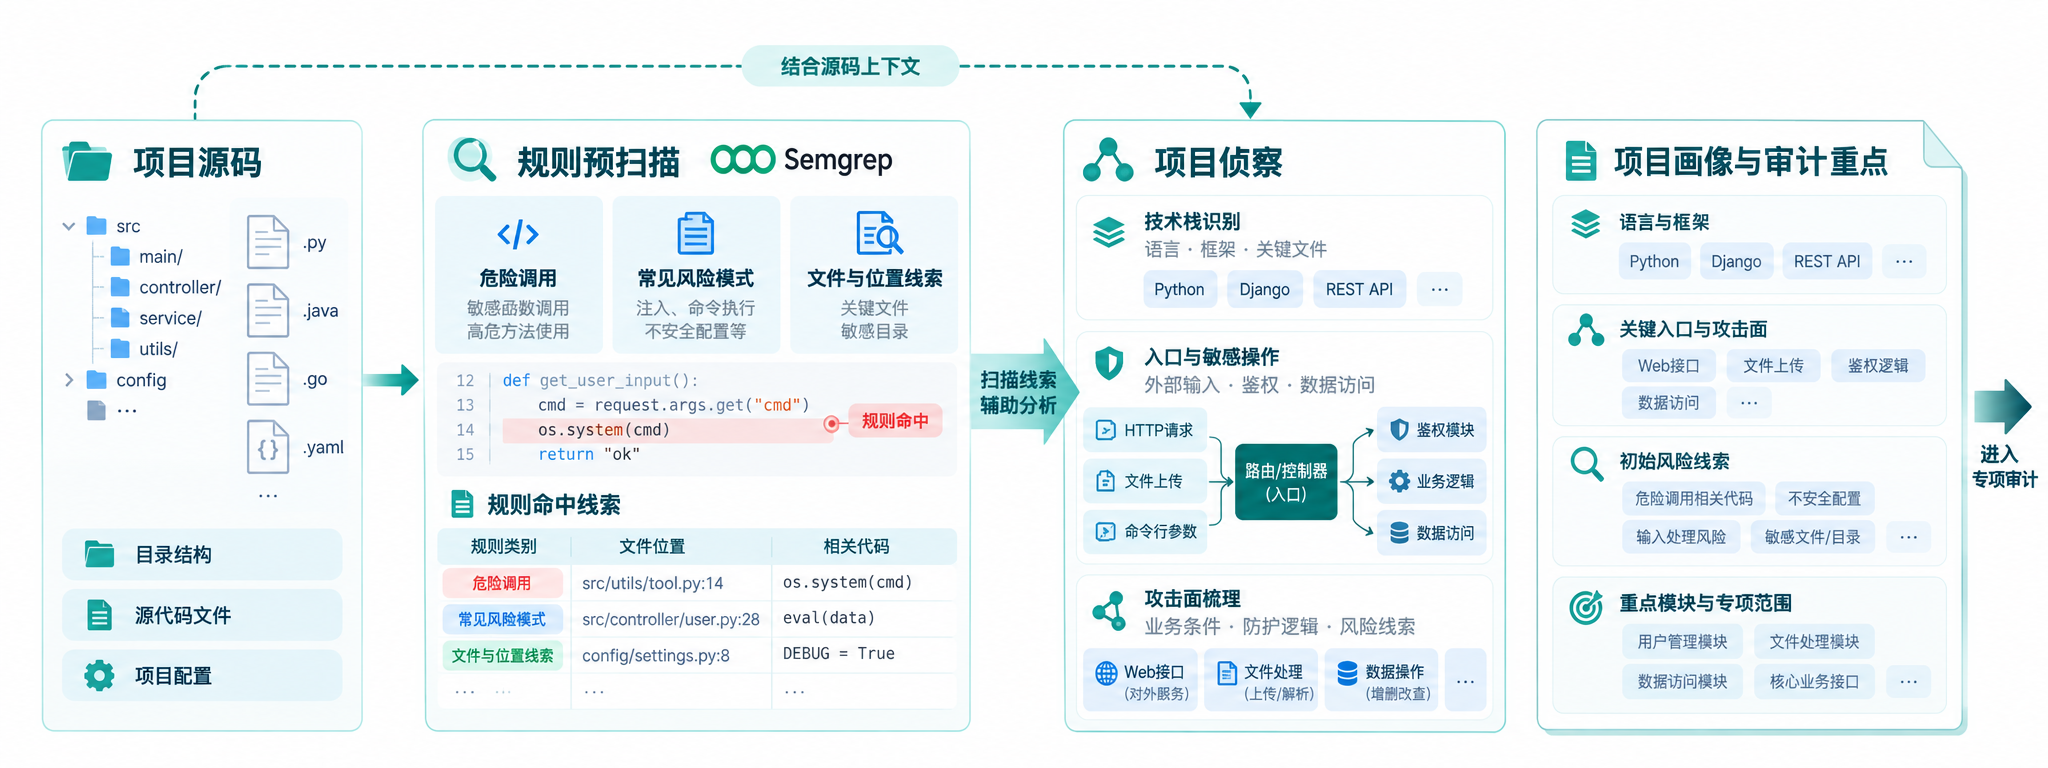 结合源码上下文
项目源码
src
main/
controller/
service/
utils/
config
...
.py
.java
.go
{}
.yaml
...
目录结构
源代码文件
项目配置
规则预扫描
Semgrep
</>
危险调用
敏感函数调用
高危方法使用
常见风险模式
注入、命令执行
不安全配置等
文件与位置线索
关键文件
敏感目录
12 def get_user_input():
13 cmd = request.args.get("cmd")
14 os.system(cmd)
15 return "ok"
规则命中
规则命中线索
规则类别 文件位置 相关代码
危险调用 src/utils/tool.py:14 os.system(cmd)
常见风险模式 src/controller/user.py:28 eval(data)
文件与位置线索 config/settings.py:8 DEBUG = True
... ... ... ...
扫描线索
辅助分析
项目侦察
技术栈识别
语言 · 框架 · 关键文件
Python Django REST API ...
入口与敏感操作
外部输入 · 鉴权 · 数据访问
HTTP请求
文件上传
命令行参数
路由/控制器
(入口)
鉴权模块
业务逻辑
数据访问
攻击面梳理
业务条件 · 防护逻辑 · 风险线索
Web接口
(对外服务)
文件处理
(上传/解析)
数据操作
(增删改查)
...
项目画像与审计重点
语言与框架
Python Django REST API ...
关键入口与攻击面
Web接口 文件上传 鉴权逻辑
数据访问 ...
初始风险线索
危险调用相关代码 不安全配置
输入处理风险 敏感文件/目录 ...
重点模块与专项范围
用户管理模块 文件处理模块
数据访问模块 核心业务接口 ...
进入
专项审计